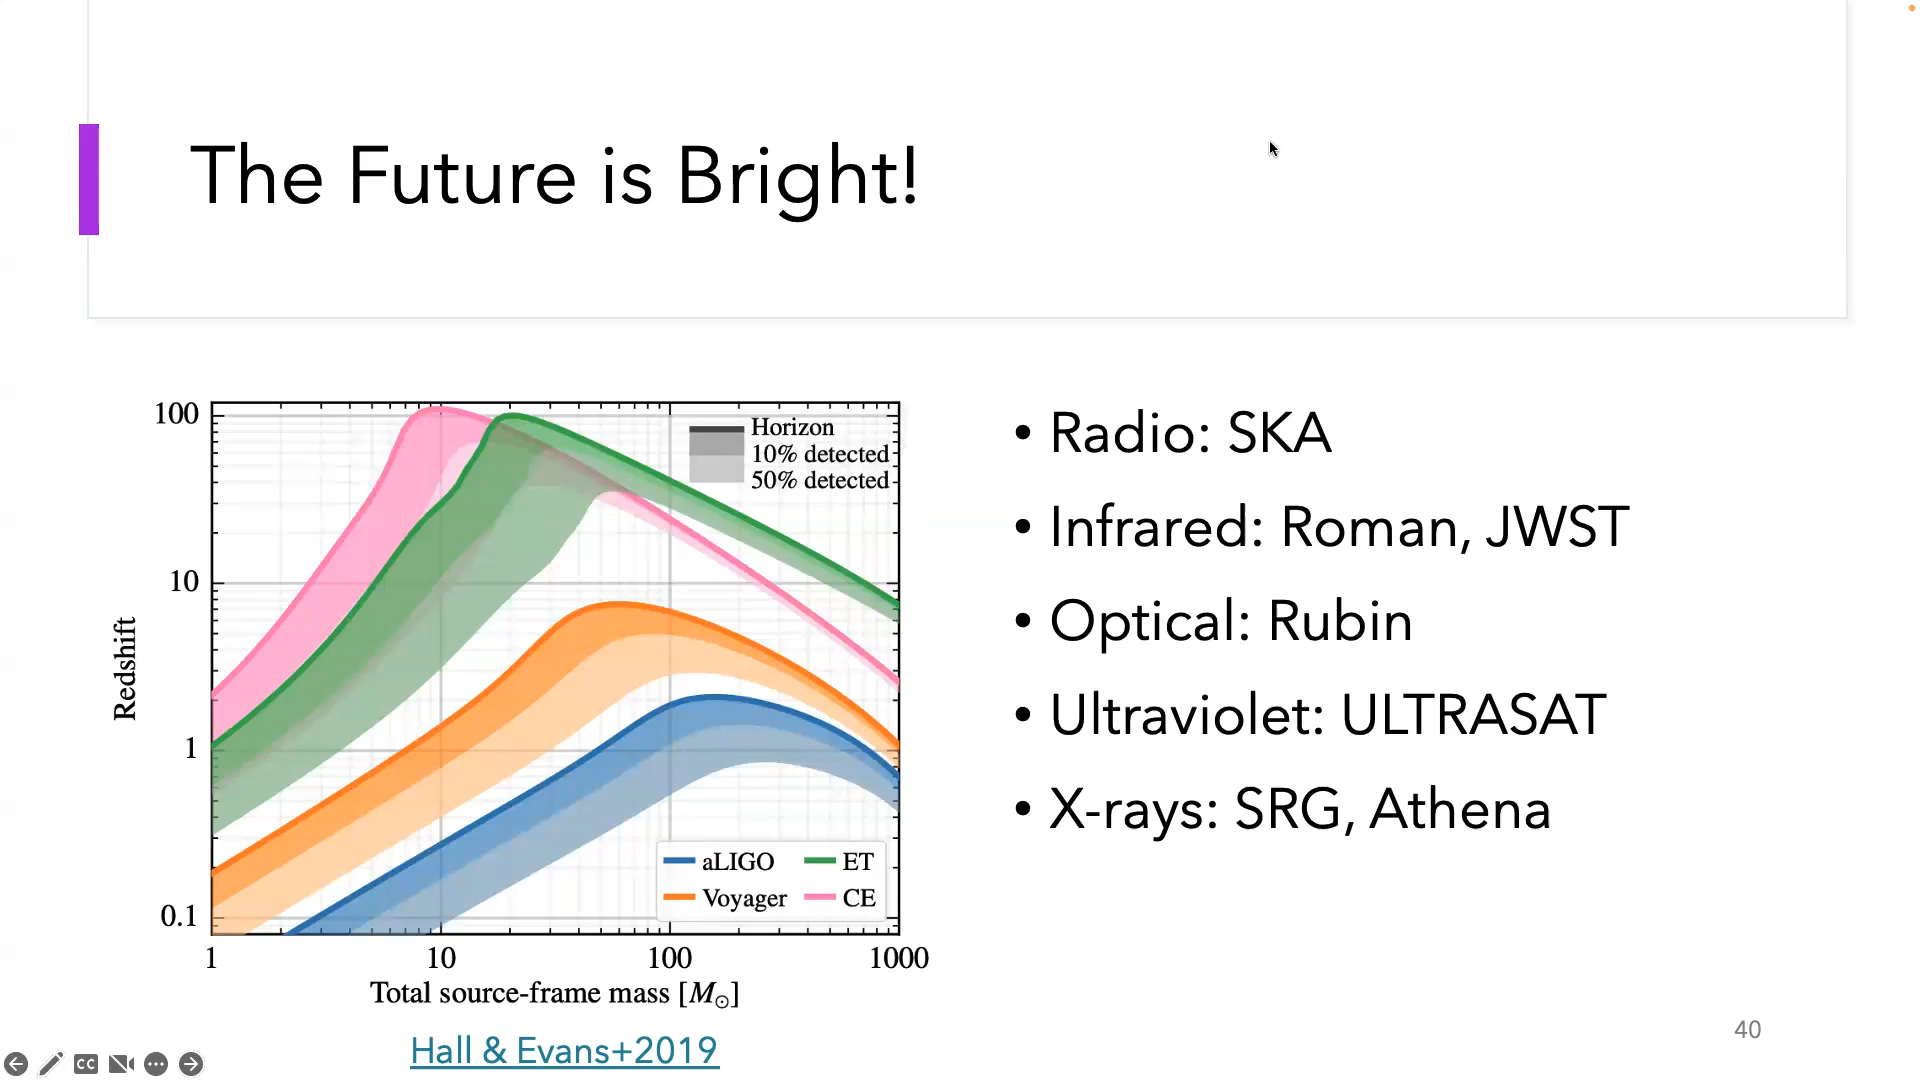 The Future is Bright!
100
10
1
0.1
Redshift
Horizon
10% detected
50% detected
aLIGO
ET
Voyager
CE
1
10
100
1000
Total source-frame mass [M☉]
Hall & Evans+2019
• Radio: SKA
• Infrared: Roman, JWST
• Optical: Rubin
• Ultraviolet: ULTRASAT
• X-rays: SRG, Athena
40
CC